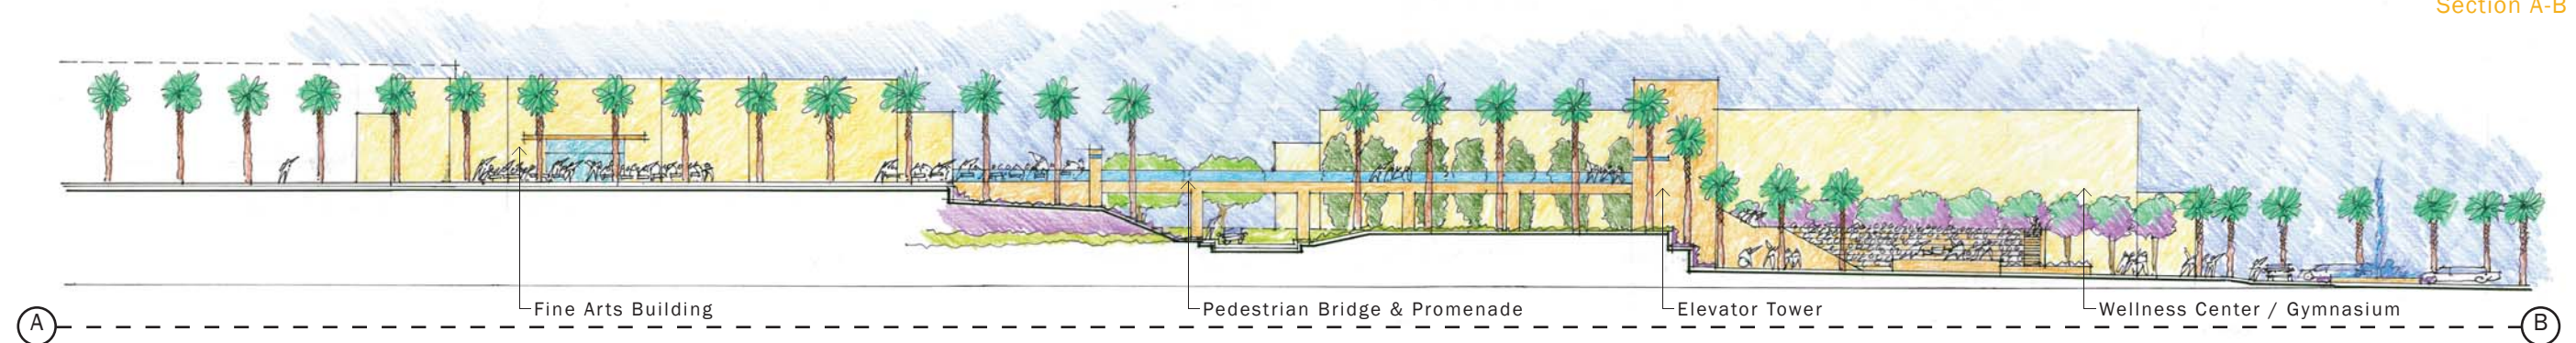 Section A-B
Fine Arts Building
Pedestrian Bridge & Promenade
Elevator Tower
Wellness Center / Gymnasium
A
B